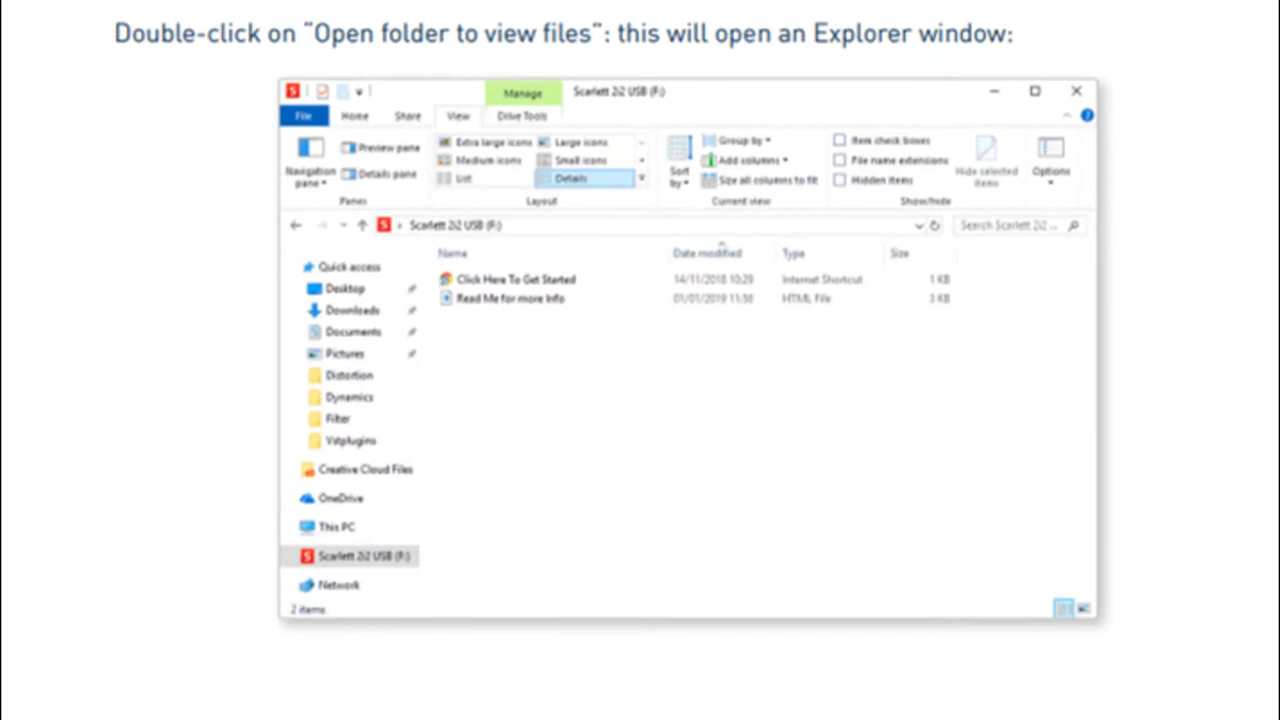 Double-click on "Open folder to view files": this will open an Explorer window:
Manage Scarlett 2i2 USB (F:)
File Home Share View Drive Tools
Navigation pane
Preview pane
Details pane
Panes
Extra large icons Large icons
Medium icons Small icons
List Details
Layout
Sort by
Group by
Add columns
Size all columns to fit
Current view
Item check boxes
File name extensions
Hidden items
Hide selected items
Show/hide
Options
Scarlett 2i2 USB (F:) Search Scarlett 2i2 ...
Name Date modified Type Size
Click Here To Get Started 14/11/2018 10:29 Internet Shortcut 1 KB
Read Me for more Info 01/01/2019 11:56 HTML File 3 KB
Quick access
Desktop
Downloads
Documents
Pictures
Distortion
Dynamics
Filter
Vstplugins
Creative Cloud Files
OneDrive
This PC
Scarlett 2i2 USB (F:)
Network
2 items